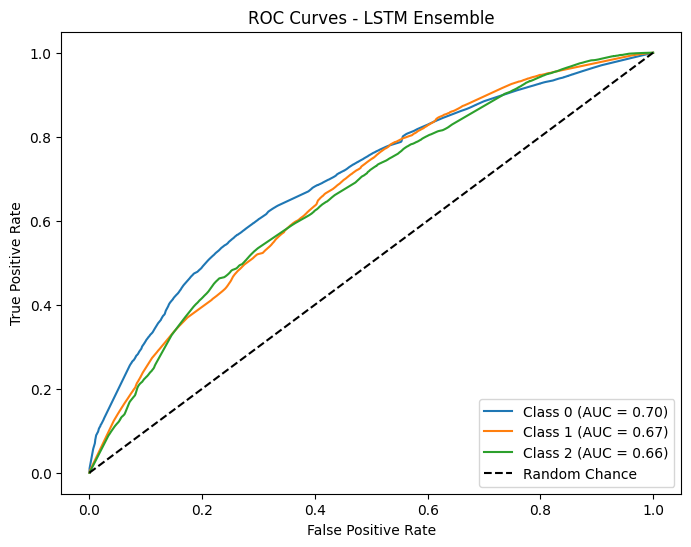 ROC Curves - LSTM Ensemble
True Positive Rate
1.0
0.8
0.6
0.4
0.2
0.0
Class 0 (AUC = 0.70)
Class 1 (AUC = 0.67)
Class 2 (AUC = 0.66)
Random Chance
0.0 0.2 0.4 0.6 0.8 1.0
False Positive Rate